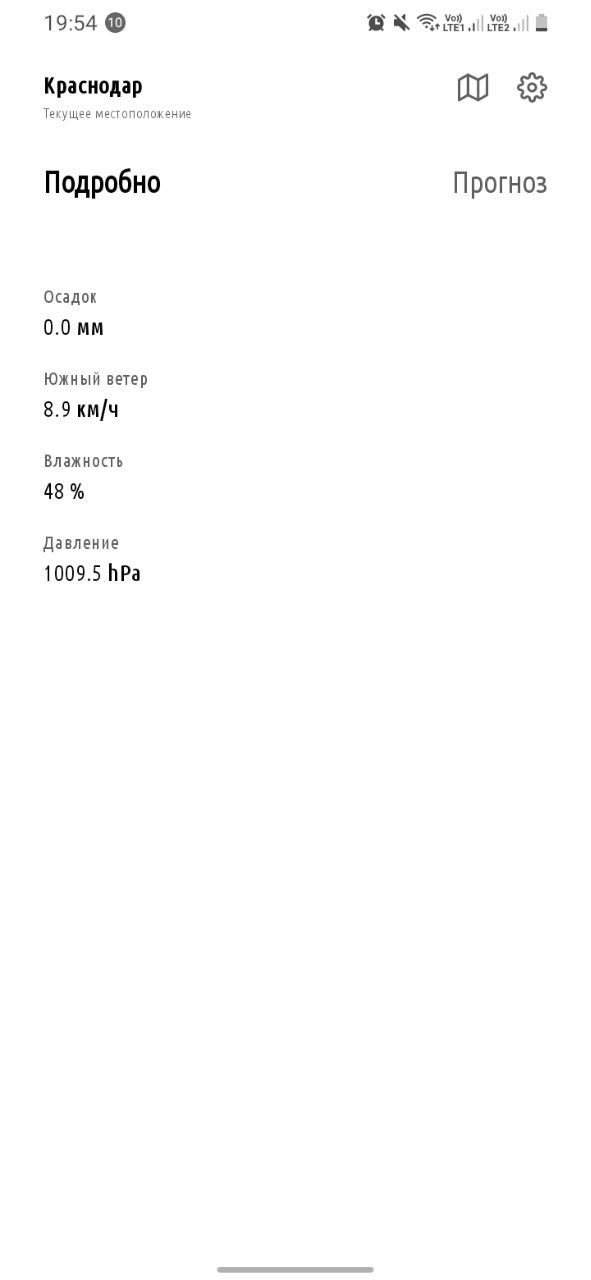 19:54 10 Vo)) LTE1 Vo)) LTE2
Краснодар
Текущее местоположение
Подробно Прогноз
Осадок
0.0 мм
Южный ветер
8.9 км/ч
Влажность
48 %
Давление
1009.5 hPa